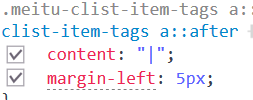 .meitu-clist-item-tags a::
clist-item-tags a::after {
content: "|";
margin-left: 5px;
}